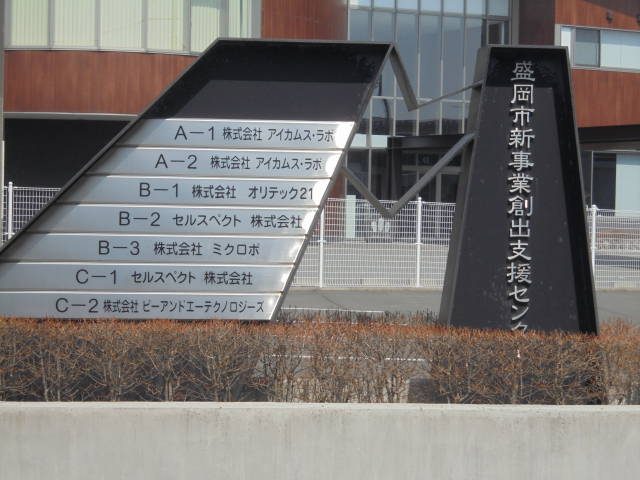 A－1 株式会社 アイカムス・ラボ
A－2 株式会社 アイカムス・ラボ
B－1 株式会社 オリテック21
B－2 セルスペクト 株式会社
B－3 株式会社 ミクロボ
C－1 セルスペクト 株式会社
C－2 株式会社 ピーアンドエーテクノロジーズ
盛岡市新事業創出支援センタ